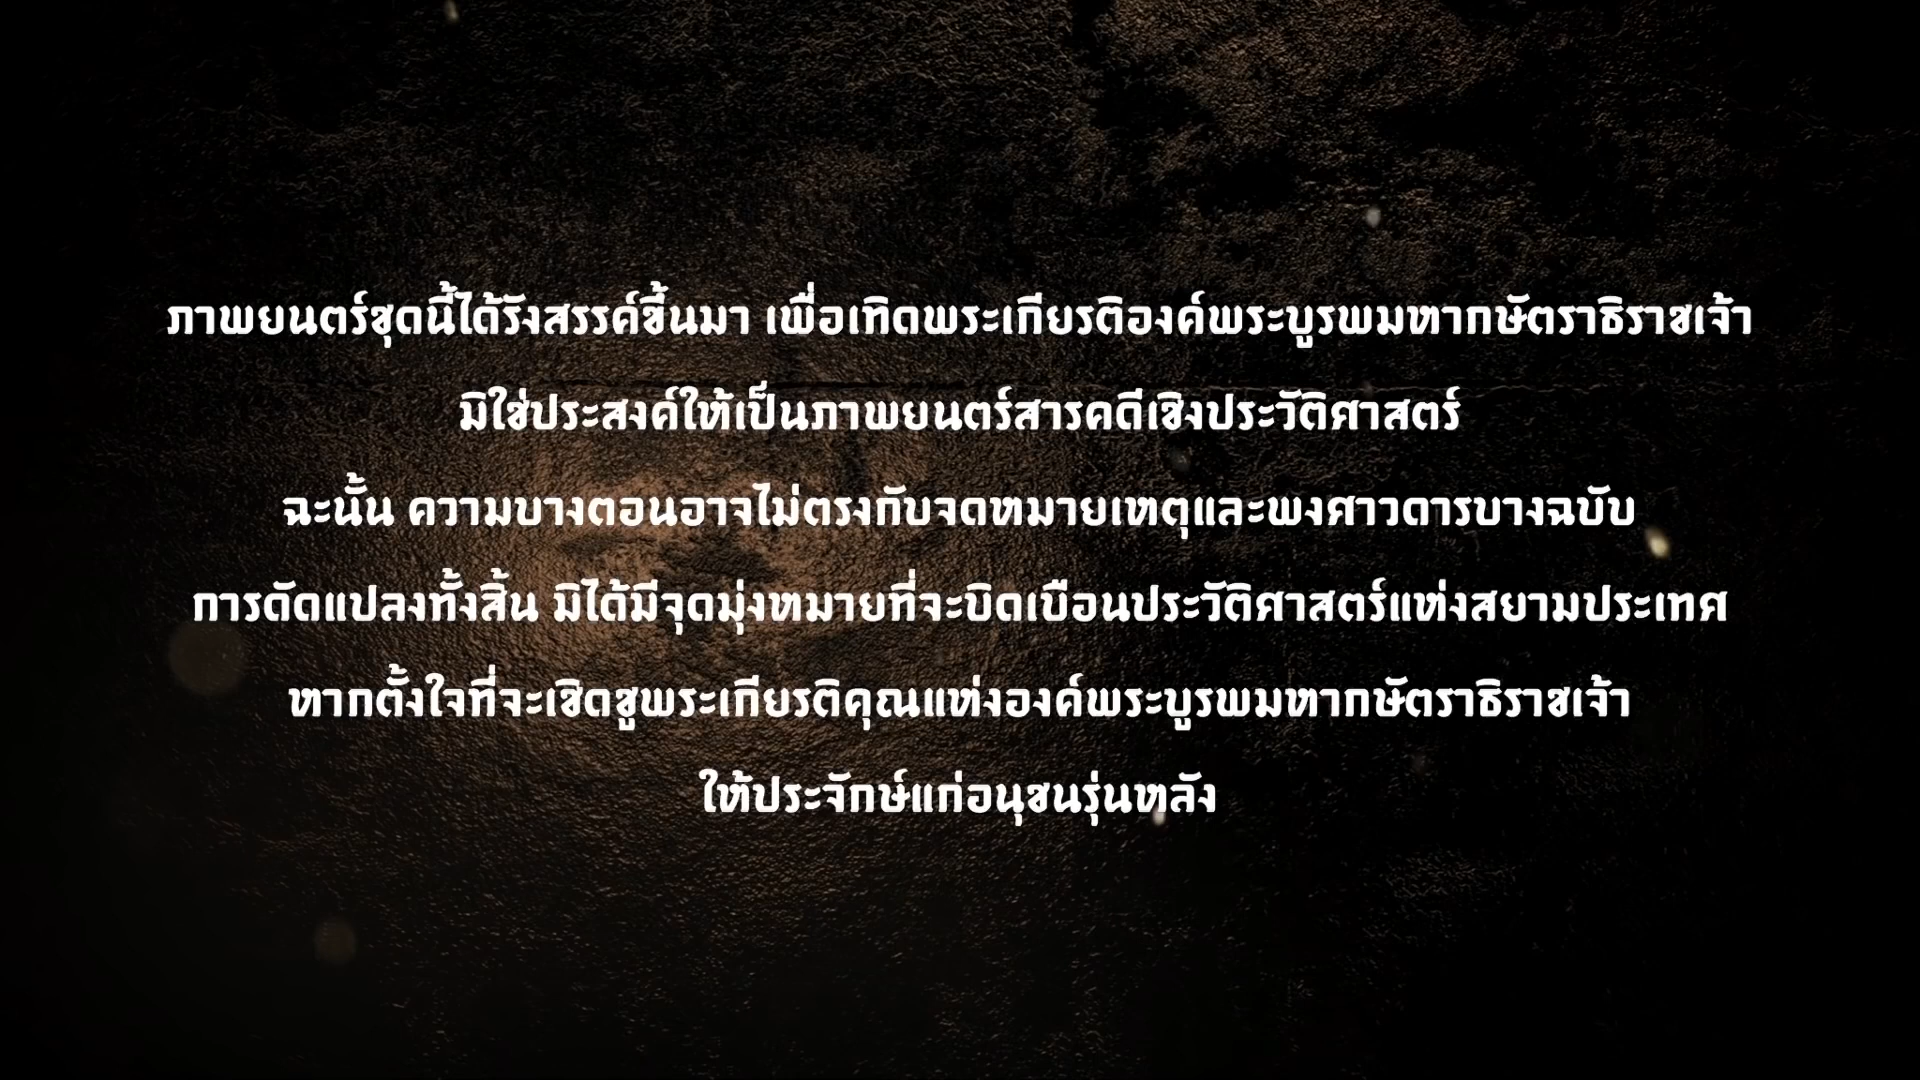 ภาพยนตร์ชุดนี้ได้รังสรรค์ขึ้นมา เพื่อเทิดพระเกียรติองค์พระบูรพมหากษัตราธิราชเจ้า
มิใช่ประสงค์ให้เป็นภาพยนตร์สารคดีเชิงประวัติศาสตร์
ฉะนั้น ความบางตอนอาจไม่ตรงกับจดหมายเหตุและพงศาวดารบางฉบับ
การดัดแปลงทั้งสิ้น มิได้มีจุดมุ่งหมายที่จะบิดเบือนประวัติศาสตร์แห่งสยามประเทศ
หากตั้งใจที่จะเชิดชูพระเกียรติคุณแห่งองค์พระบูรพมหากษัตราธิราชเจ้า
ให้ประจักษ์แก่อนุชนรุ่นหลัง